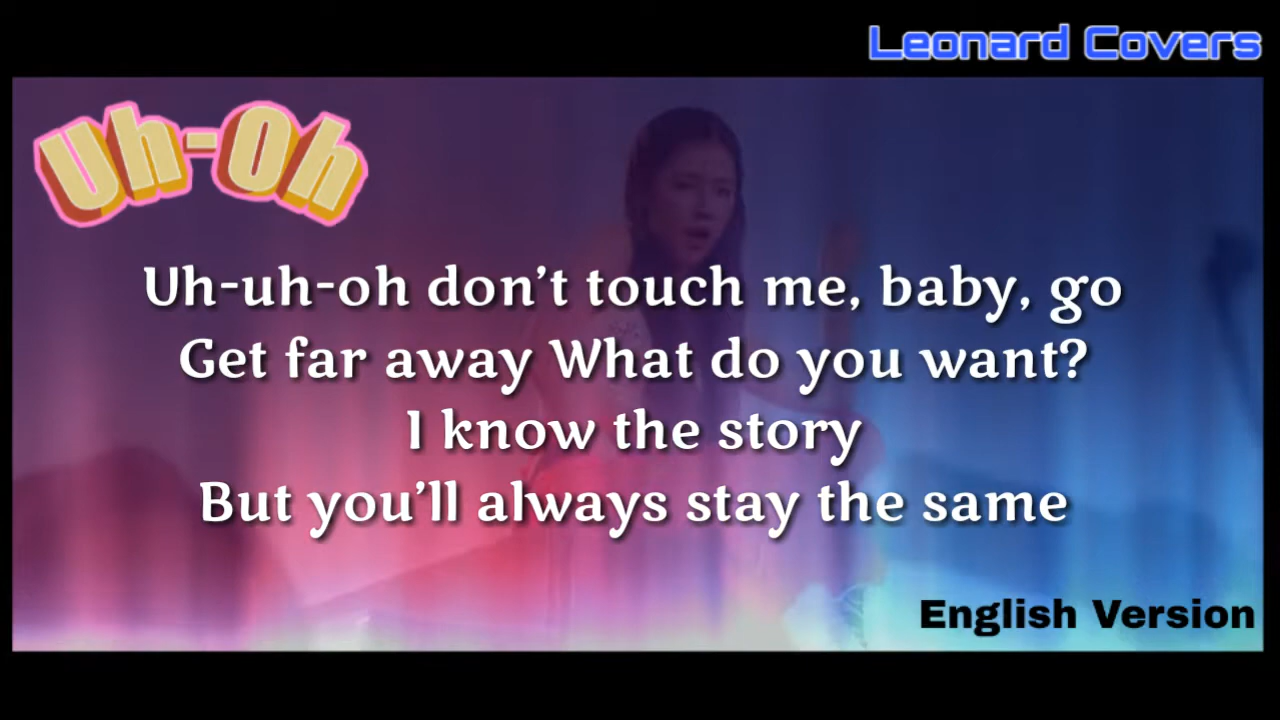 Leonard Covers
Uh-Oh
Uh-uh-oh don't touch me, baby, go
Get far away What do you want?
I know the story
But you'll always stay the same
English Version